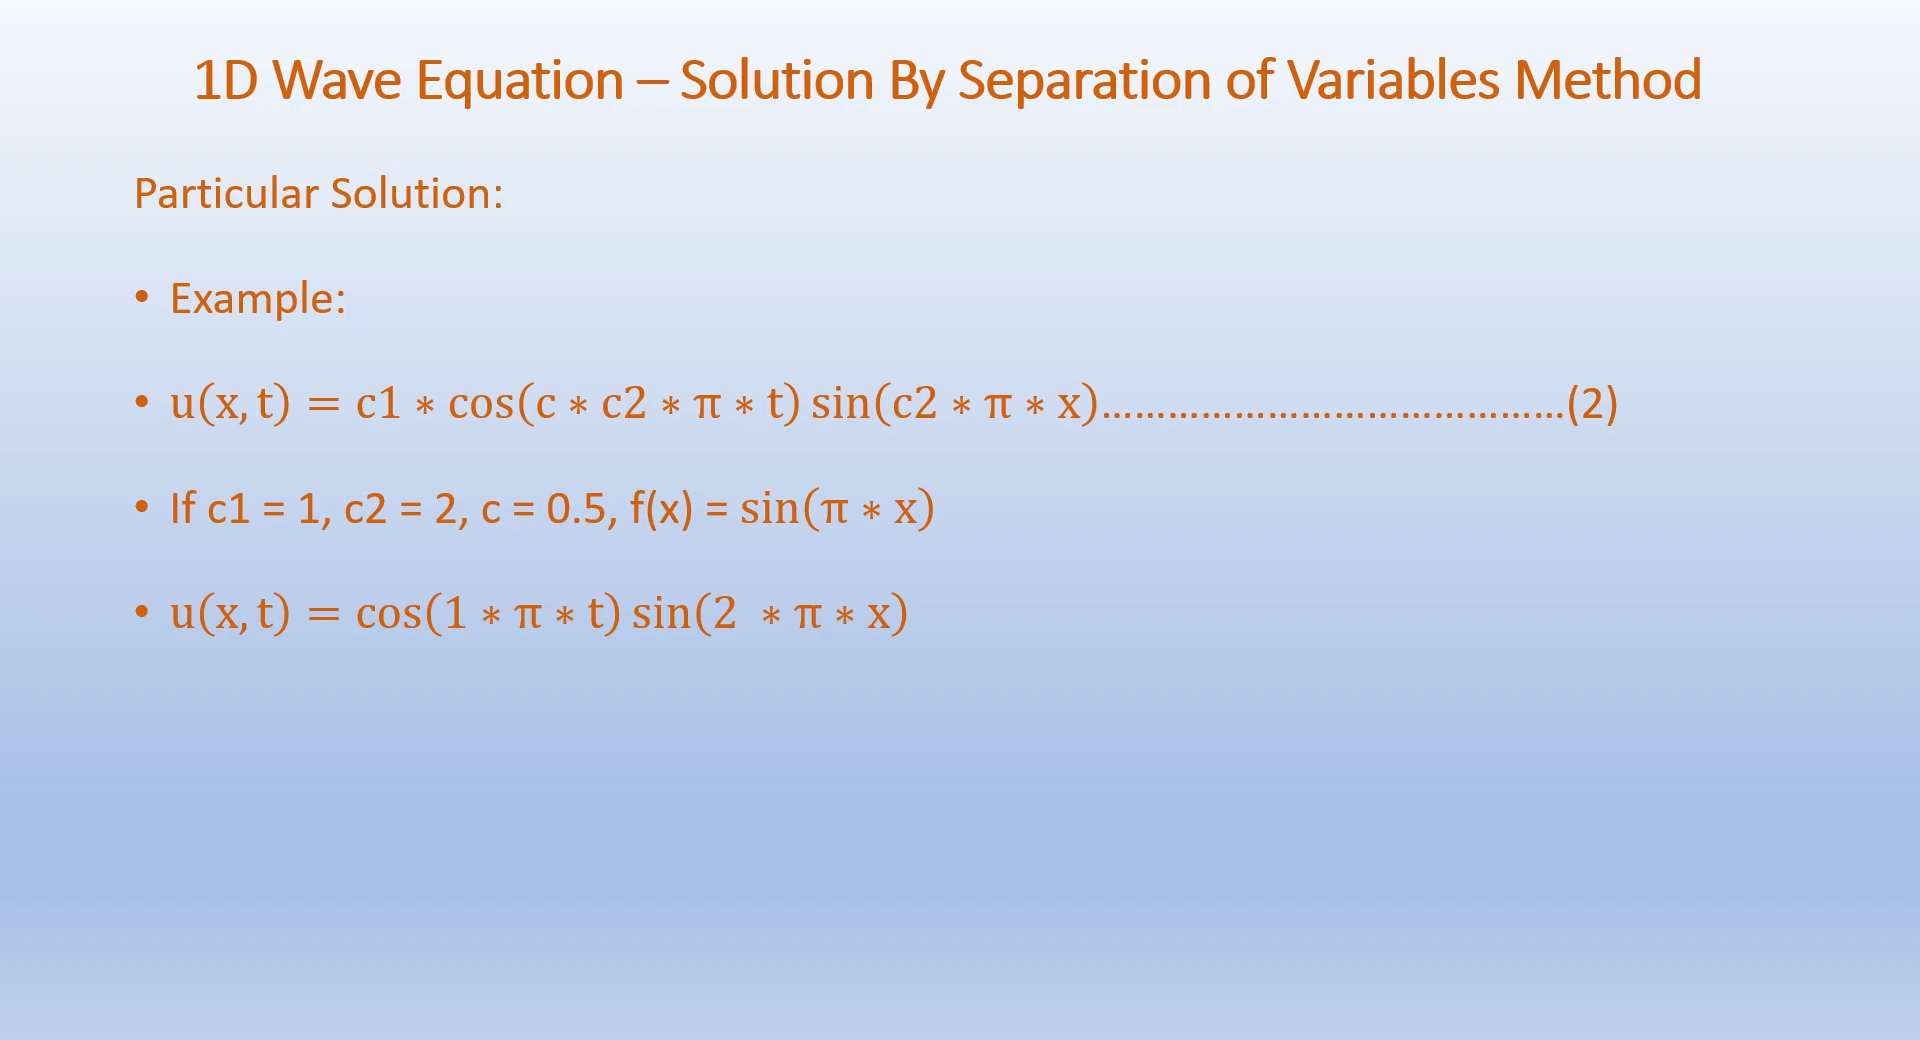 1D Wave Equation – Solution By Separation of Variables Method
Particular Solution:
• Example:
• u(x, t) = c1 ∗ cos(c ∗ c2 ∗ π ∗ t) sin(c2 ∗ π ∗ x)……………………………………(2)
• If c1 = 1, c2 = 2, c = 0.5, f(x) = sin(π ∗ x)
• u(x, t) = cos(1 ∗ π ∗ t) sin(2 ∗ π ∗ x)